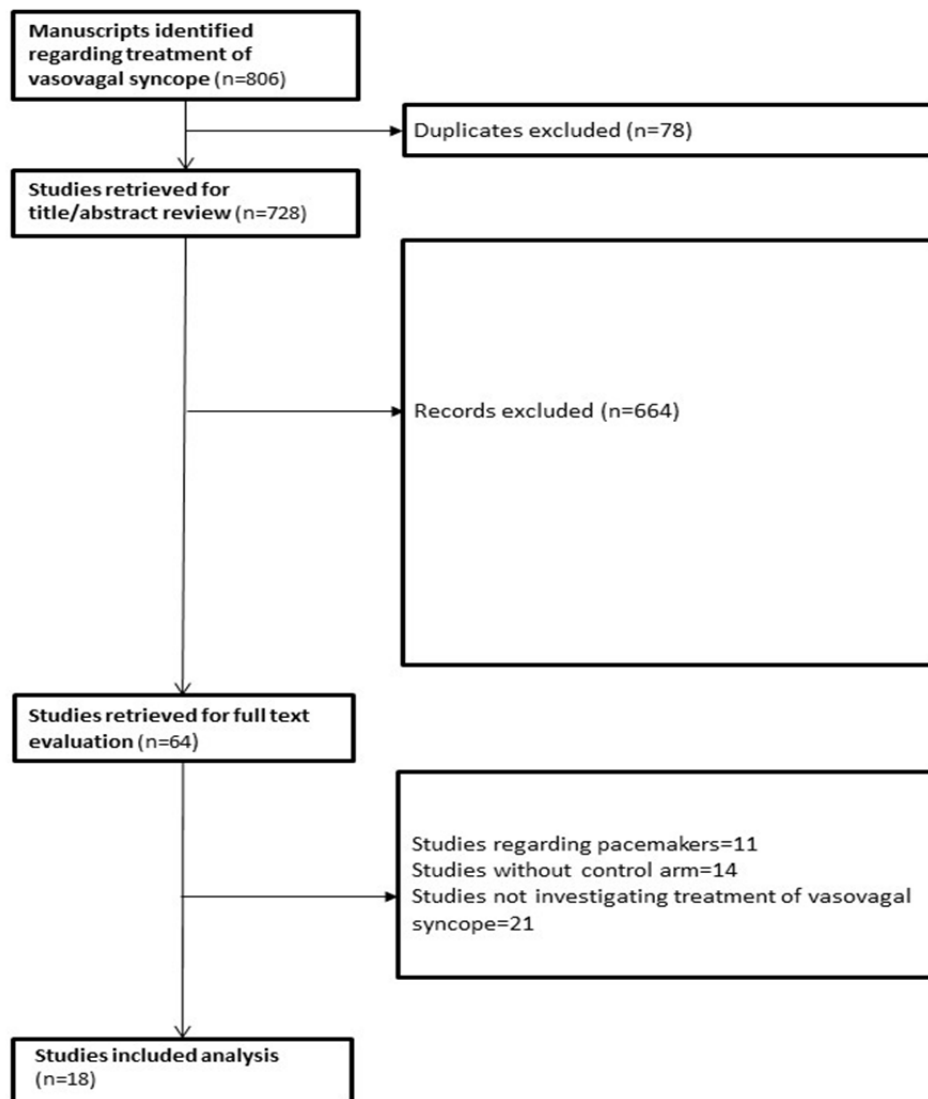 Manuscripts identified
regarding treatment of
vasovagal syncope (n=806)
Duplicates excluded (n=78)
Studies retrieved for
title/abstract review (n=728)
Records excluded (n=664)
Studies retrieved for full text
evaluation (n=64)
Studies regarding pacemakers=11
Studies without control arm=14
Studies not investigating treatment of vasovagal
syncope=21
Studies included analysis
(n=18)